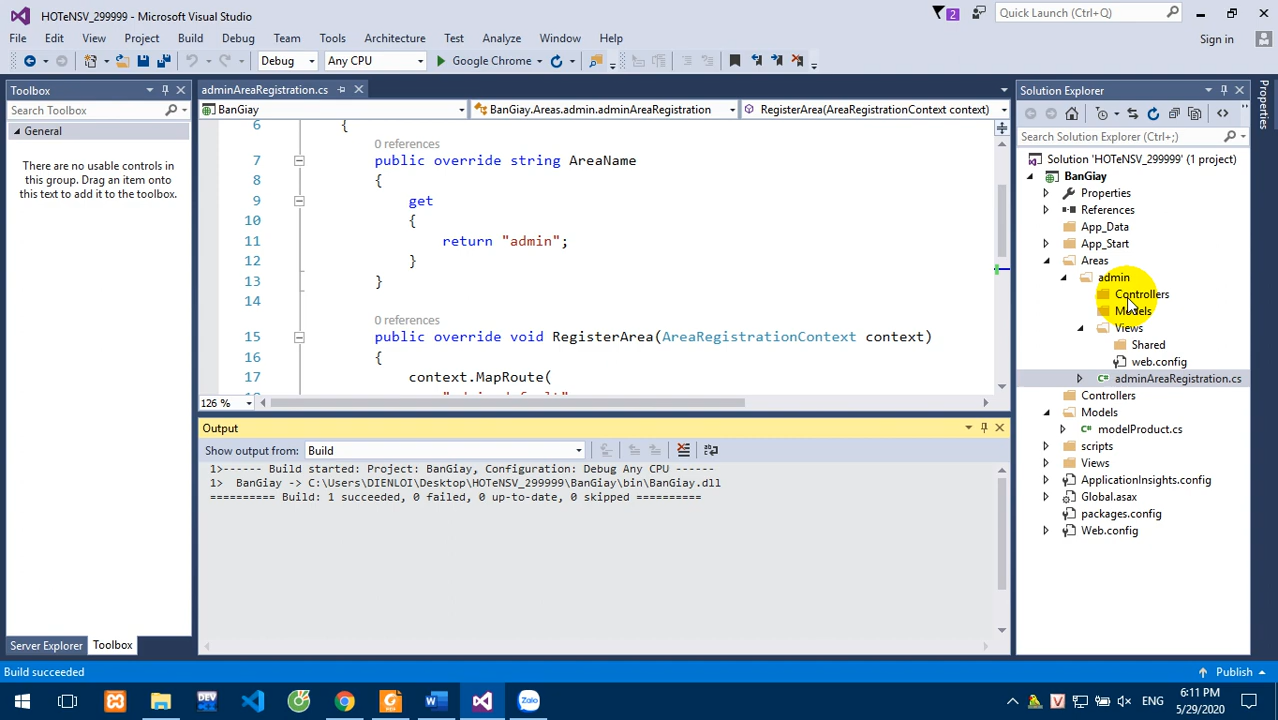 HOTeNSV_299999 - Microsoft Visual Studio
2
Quick Launch (Ctrl+Q)
File Edit View Project Build Debug Team Tools Architecture Test Analyze Window Help
Sign in
Debug Any CPU Google Chrome
Toolbox
Search Toolbox
General
There are no usable controls in
this group. Drag an item onto
this text to add it to the toolbox.
Server Explorer Toolbox
adminAreaRegistration.cs
BanGiay BanGiay.Areas.admin.adminAreaRegistration RegisterArea(AreaRegistrationContext context)
6 {
0 references
7 public override string AreaName
8 {
9 get
10 {
11 return "admin";
12 }
13 }
14
0 references
15 public override void RegisterArea(AreaRegistrationContext context)
16 {
17 context.MapRoute(
126 %
Output
Show output from: Build
1>------ Build started: Project: BanGiay, Configuration: Debug Any CPU ------
1> BanGiay -> C:\Users\DIENLOI\Desktop\HOTeNSV_299999\BanGiay\bin\BanGiay.dll
========== Build: 1 succeeded, 0 failed, 0 up-to-date, 0 skipped ==========
Solution Explorer
Search Solution Explorer (Ctrl+;)
Solution 'HOTeNSV_299999' (1 project)
BanGiay
Properties
References
App_Data
App_Start
Areas
admin
Controllers
Models
Views
Shared
web.config
adminAreaRegistration.cs
Controllers
Models
modelProduct.cs
scripts
Views
ApplicationInsights.config
Global.asax
packages.config
Web.config
Properties
Build succeeded
Publish
DEV
Zalo
ENG
6:11 PM
5/29/2020